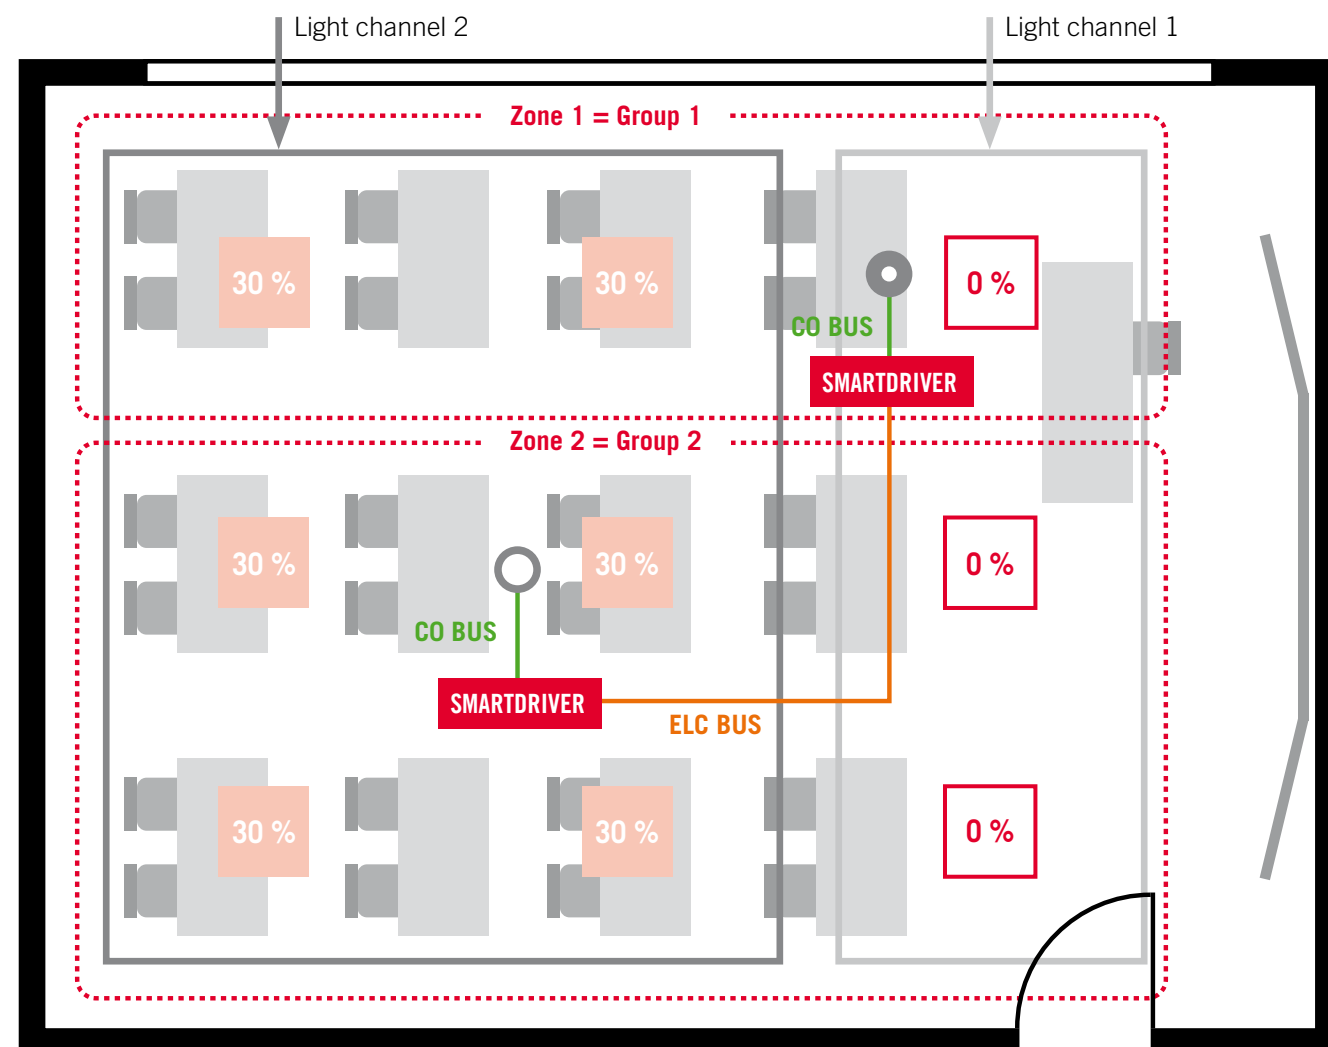 Light channel 2
Light channel 1
Zone 1 = Group 1
30 %
30 %
0 %
CO BUS
SMARTDRIVER
Zone 2 = Group 2
30 %
30 %
0 %
CO BUS
SMARTDRIVER
ELC BUS
30 %
30 %
0 %